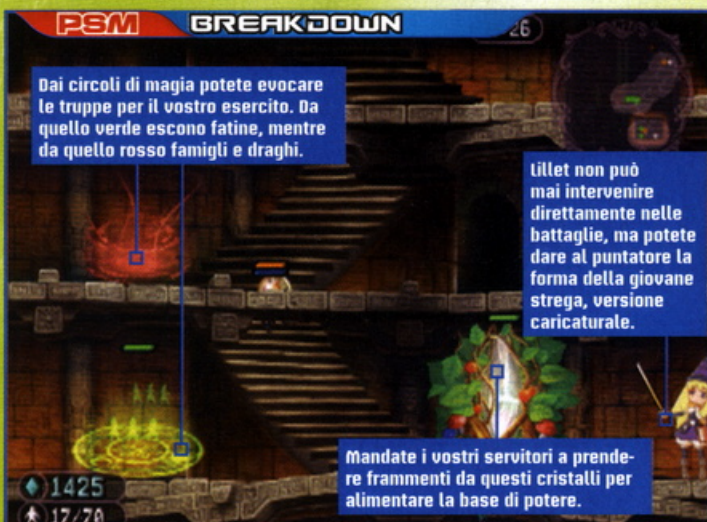 PSM BREAKDOWN
26
Dai circoli di magia potete evocare
le truppe per il vostro esercito. Da
quello verde escono fatine, mentre
da quello rosso famigli e draghi.
Lillet non può
mai intervenire
direttamente nelle
battaglie, ma potete
dare al puntatore la
forma della giovane
strega, versione
caricaturale.
Mandate i vostri servitori a prende-
re frammenti da questi cristalli per
alimentare la base di potere.
1425
17/70